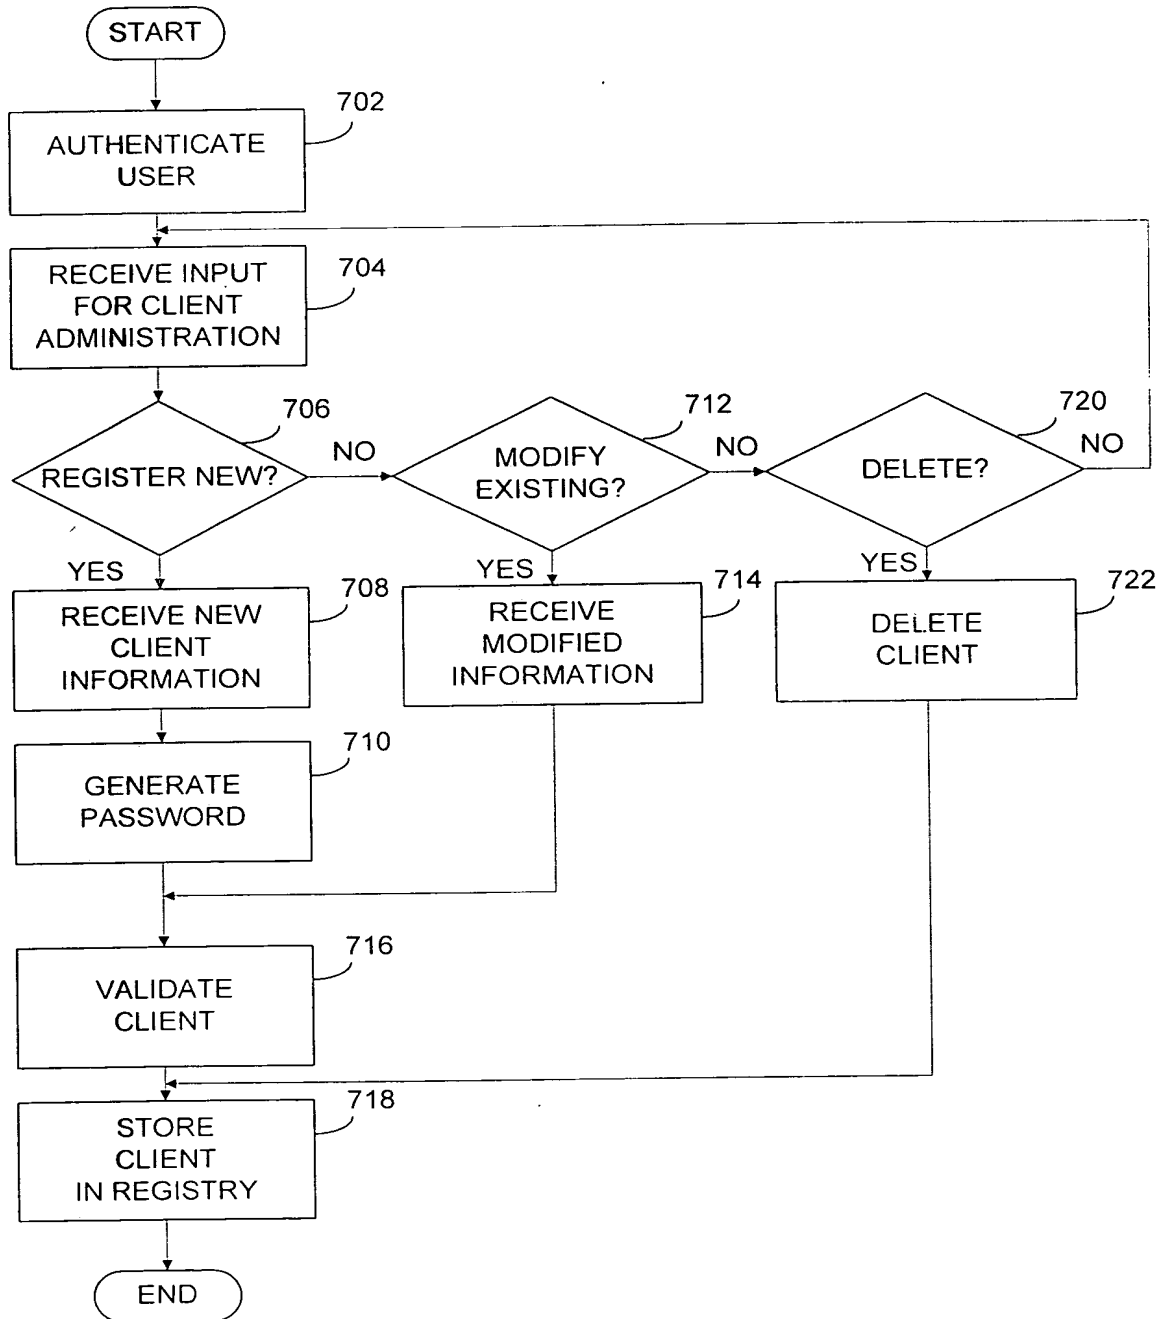 START
702
AUTHENTICATE
USER
704
RECEIVE INPUT
FOR CLIENT
ADMINISTRATION
706
REGISTER NEW?
NO
712
MODIFY
EXISTING?
NO
720
DELETE?
NO
YES
708
RECEIVE NEW
CLIENT
INFORMATION
YES
714
RECEIVE
MODIFIED
INFORMATION
YES
722
DELETE
CLIENT
710
GENERATE
PASSWORD
716
VALIDATE
CLIENT
718
STORE
CLIENT
IN REGISTRY
END